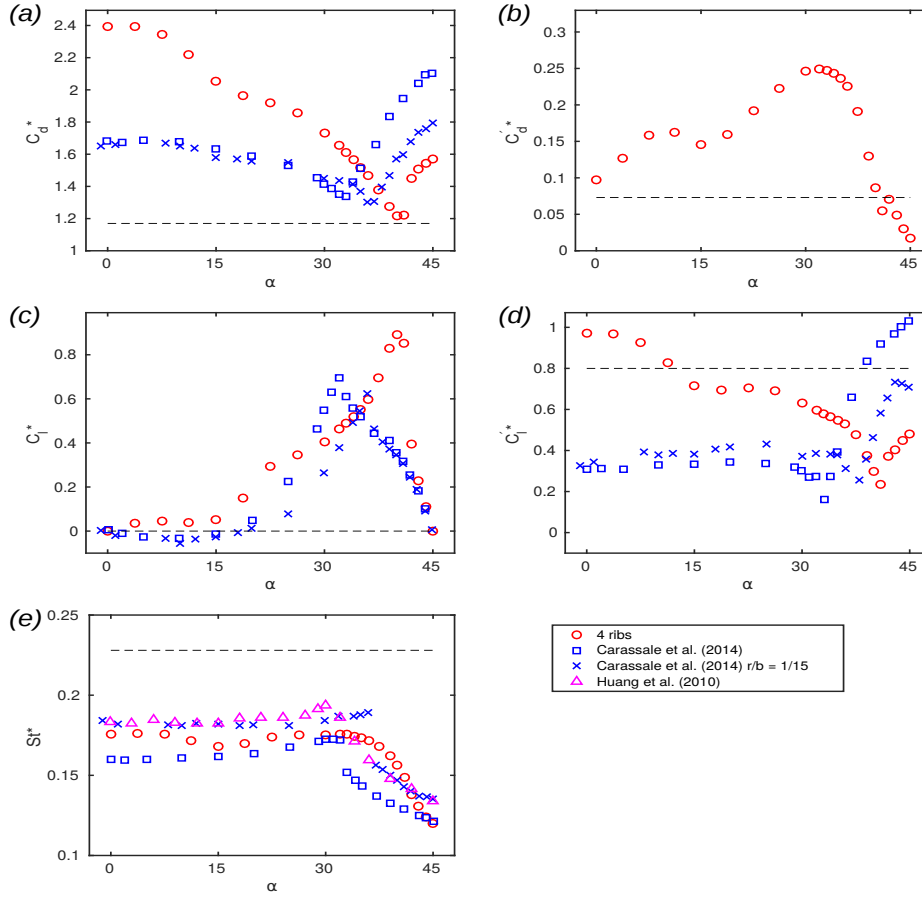 (a)
2.4
2.2
2
1.8
1.6
1.4
1.2
1
C_d*
0 15 30 45
α
(b)
0.3
0.25
0.2
0.15
0.1
0.05
0
C'_d*
0 15 30 45
α
(c)
0.8
0.6
0.4
0.2
0
C_l*
0 15 30 45
α
(d)
1
0.8
0.6
0.4
0.2
0
C'_l*
0 15 30 45
α
(e)
0.25
0.2
0.15
0.1
St*
0 15 30 45
α
4 ribs
Carassale et al. (2014)
Carassale et al. (2014) r/b = 1/15
Huang et al. (2010)